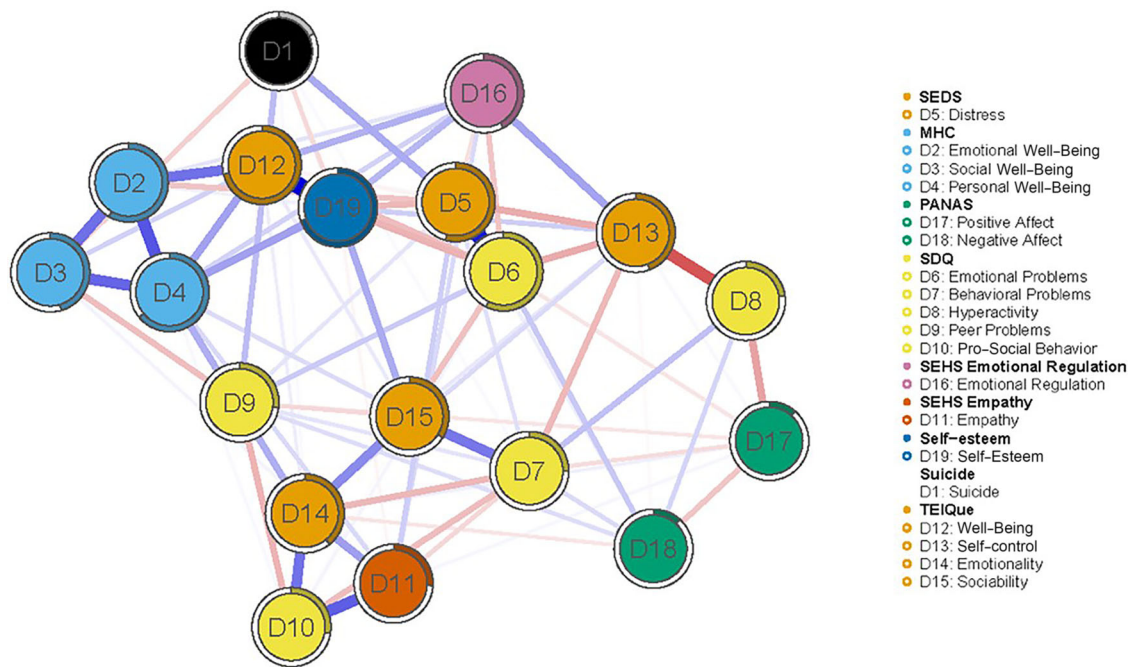 D1
D16
D12
D2
D19
D5
D13
D3
D4
D6
D8
D9
D15
D17
D7
D14
D18
D11
D10
SEDS
D5: Distress
MHC
D2: Emotional Well-Being
D3: Social Well-Being
D4: Personal Well-Being
PANAS
D17: Positive Affect
D18: Negative Affect
SDQ
D6: Emotional Problems
D7: Behavioral Problems
D8: Hyperactivity
D9: Peer Problems
D10: Pro-Social Behavior
SEHS Emotional Regulation
D16: Emotional Regulation
SEHS Empathy
D11: Empathy
Self-esteem
D19: Self-Esteem
Suicide
D1: Suicide
TEIQue
D12: Well-Being
D13: Self-control
D14: Emotionality
D15: Sociability